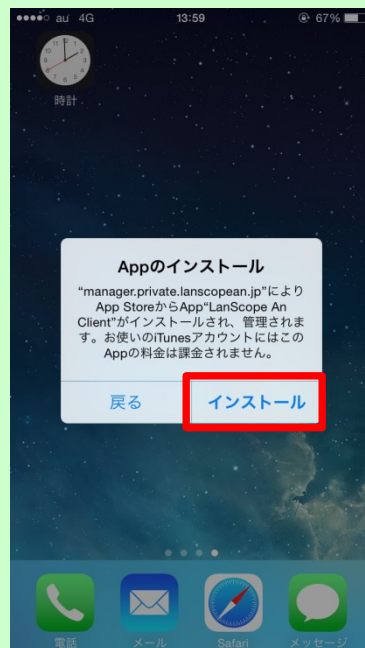 au 4G 13:59 67%
時計
Appのインストール
“manager.private.lanscopean.jp”により
App StoreからApp“LanScope An
Client”がインストールされ、管理されま
す。お使いのiTunesアカウントにはこの
Appの料金は課金されません。
戻る インストール
電話 メール Safari メッセージ